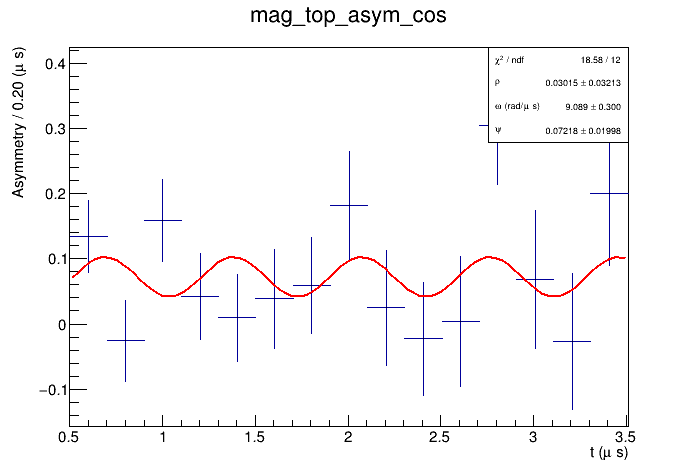 mag_top_asym_cos
Asymmetry / 0.20 (μ s)
χ² / ndf 18.58 / 12
ρ 0.03015 ± 0.03213
ω (rad/μ s) 9.089 ± 0.300
ψ 0.07218 ± 0.01998
0.4
0.3
0.2
0.1
0
−0.1
0.5 1 1.5 2 2.5 3 3.5
t (μ s)